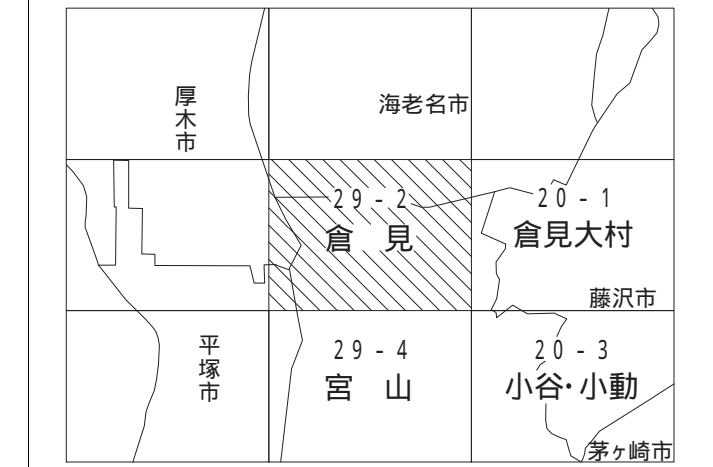 厚木市
海老名市
29-2
倉見
20-1
倉見大村
藤沢市
平塚市
29-4
宮山
20-3
小谷・小動
茅ヶ崎市